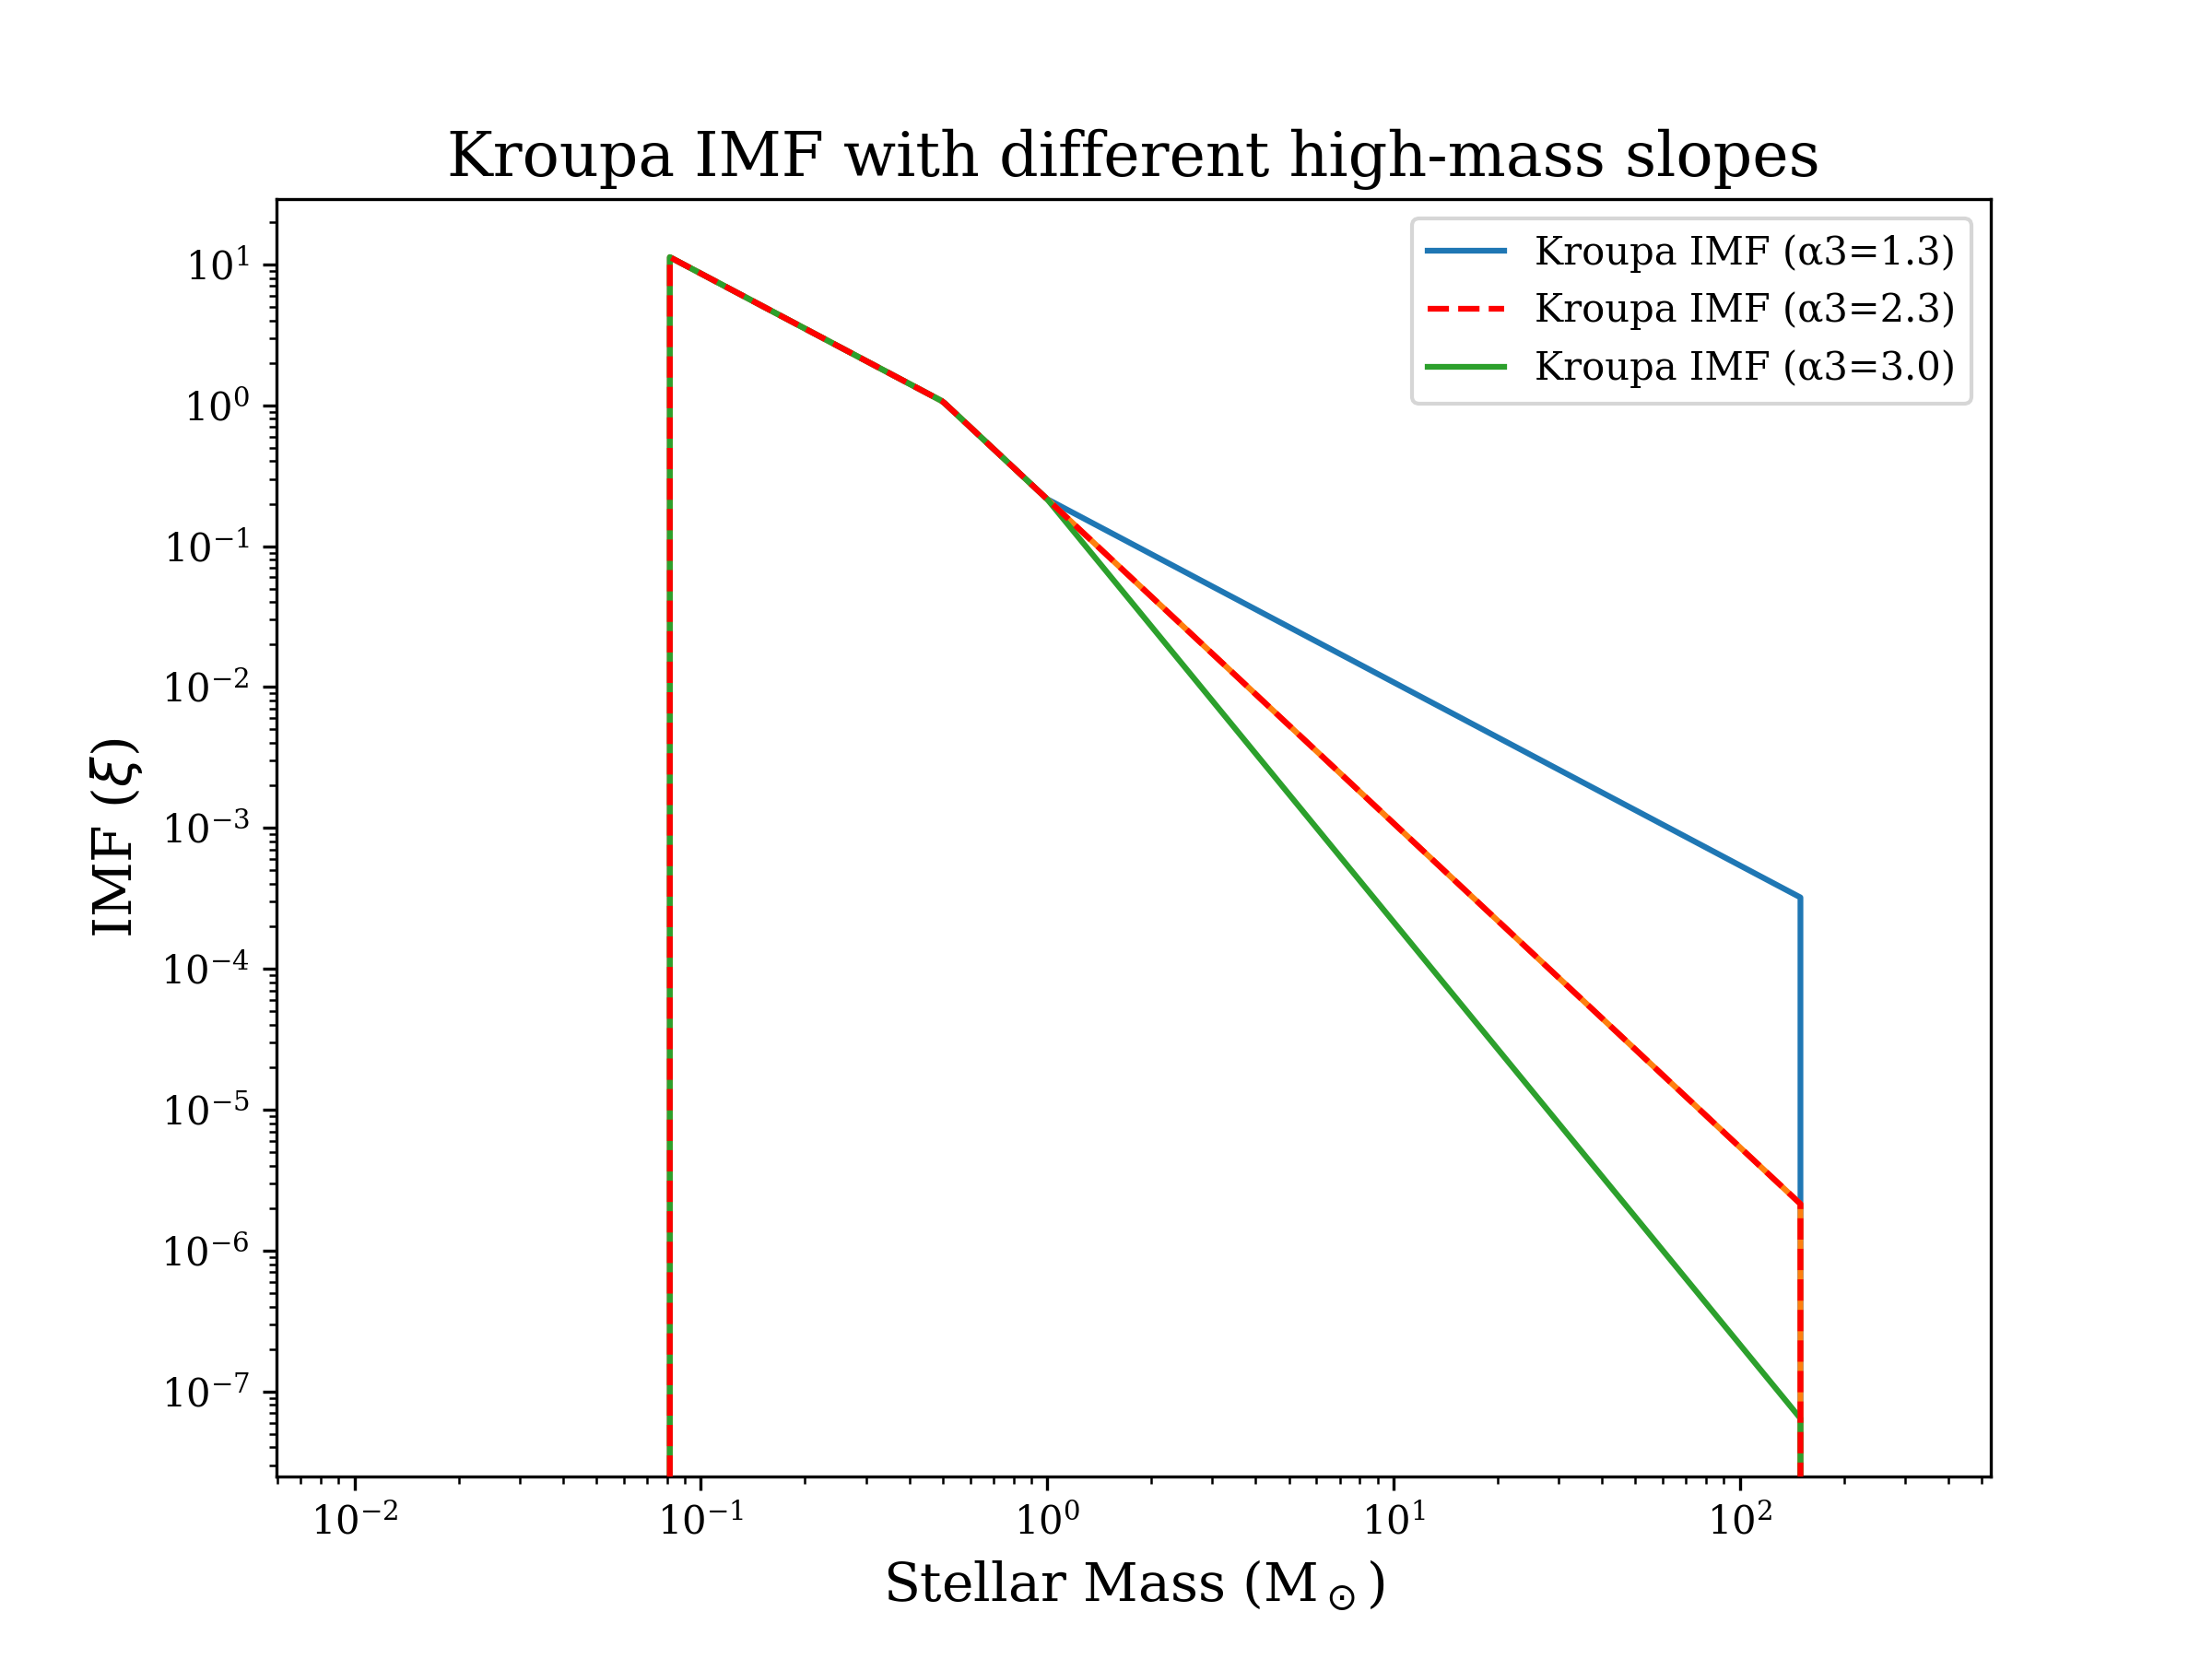 Kroupa IMF with different high-mass slopes
Kroupa IMF (α3=1.3)
Kroupa IMF (α3=2.3)
Kroupa IMF (α3=3.0)
IMF (ξ)
10¹
10⁰
10⁻¹
10⁻²
10⁻³
10⁻⁴
10⁻⁵
10⁻⁶
10⁻⁷
10⁻² 10⁻¹ 10⁰ 10¹ 10²
Stellar Mass (M⊙)